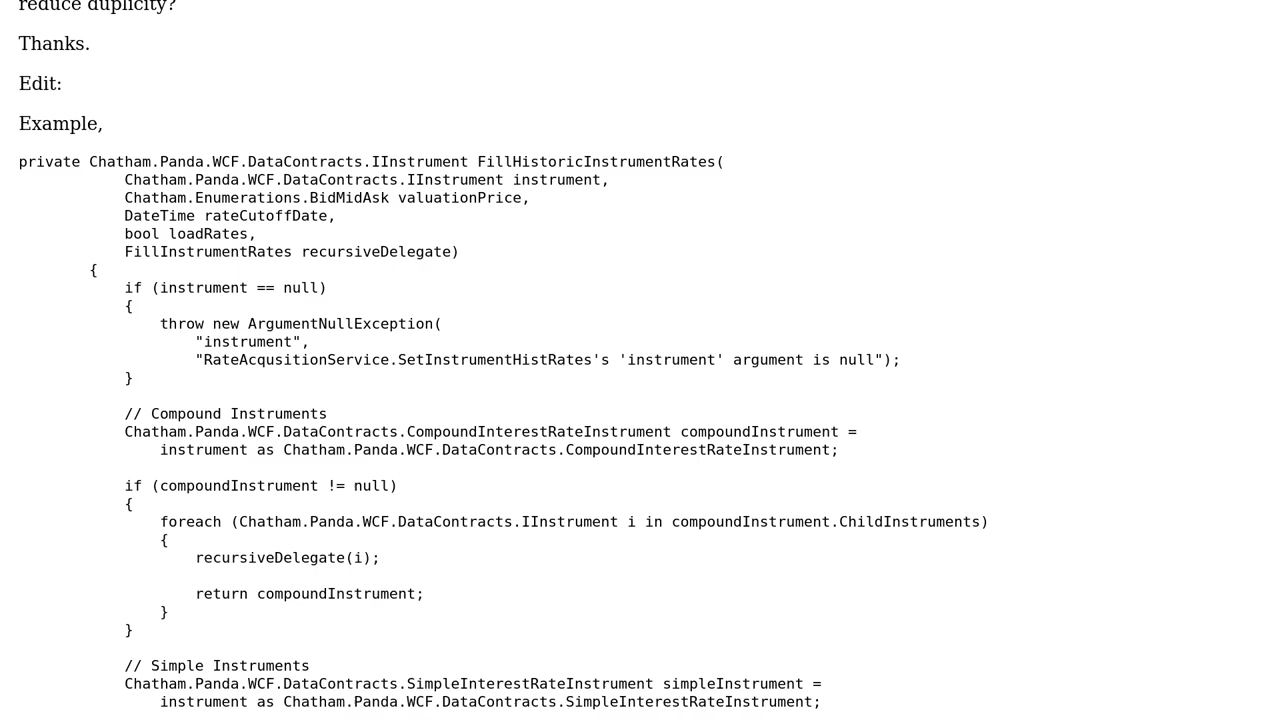 reduce duplicity?
Thanks.
Edit:
Example,
private Chatham.Panda.WCF.DataContracts.IInstrument FillHistoricInstrumentRates(
            Chatham.Panda.WCF.DataContracts.IInstrument instrument,
            Chatham.Enumerations.BidMidAsk valuationPrice,
            DateTime rateCutoffDate,
            bool loadRates,
            FillInstrumentRates recursiveDelegate)
        {
            if (instrument == null)
            {
                throw new ArgumentNullException(
                    "instrument",
                    "RateAcqusitionService.SetInstrumentHistRates's 'instrument' argument is null");
            }
            // Compound Instruments
            Chatham.Panda.WCF.DataContracts.CompoundInterestRateInstrument compoundInstrument =
                instrument as Chatham.Panda.WCF.DataContracts.CompoundInterestRateInstrument;
            if (compoundInstrument != null)
            {
                foreach (Chatham.Panda.WCF.DataContracts.IInstrument i in compoundInstrument.ChildInstruments)
                {
                    recursiveDelegate(i);
                    return compoundInstrument;
                }
            }
            // Simple Instruments
            Chatham.Panda.WCF.DataContracts.SimpleInterestRateInstrument simpleInstrument =
                instrument as Chatham.Panda.WCF.DataContracts.SimpleInterestRateInstrument;